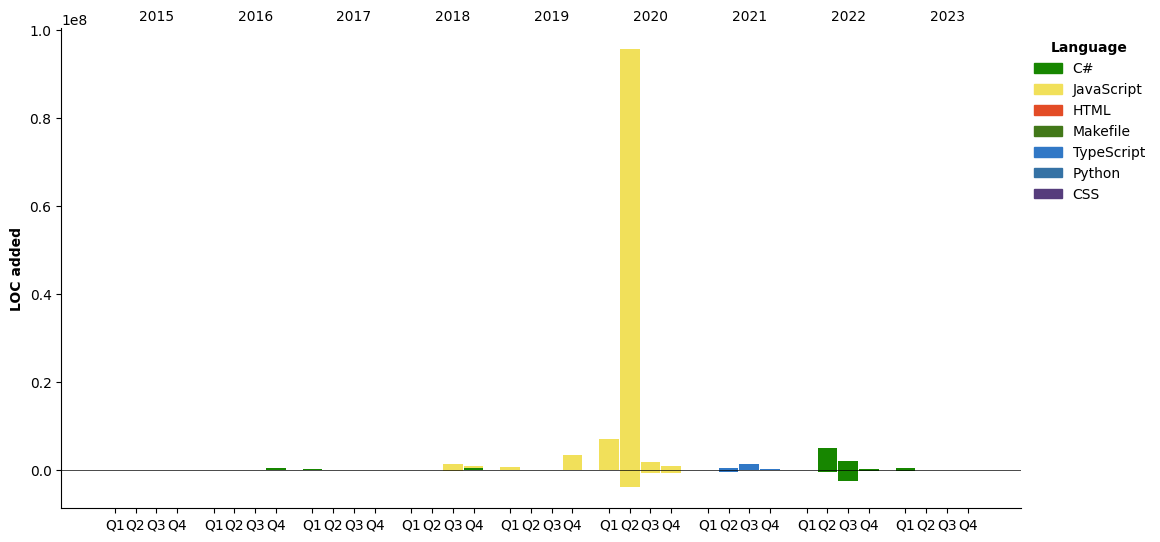 2015 2016 2017 2018 2019 2020 2021 2022 2023
1e8
1.0
0.8
0.6
0.4
0.2
0.0
LOC added
Q1 Q2 Q3 Q4 Q1 Q2 Q3 Q4 Q1 Q2 Q3 Q4 Q1 Q2 Q3 Q4 Q1 Q2 Q3 Q4 Q1 Q2 Q3 Q4 Q1 Q2 Q3 Q4 Q1 Q2 Q3 Q4 Q1 Q2 Q3 Q4
Language
C#
JavaScript
HTML
Makefile
TypeScript
Python
CSS